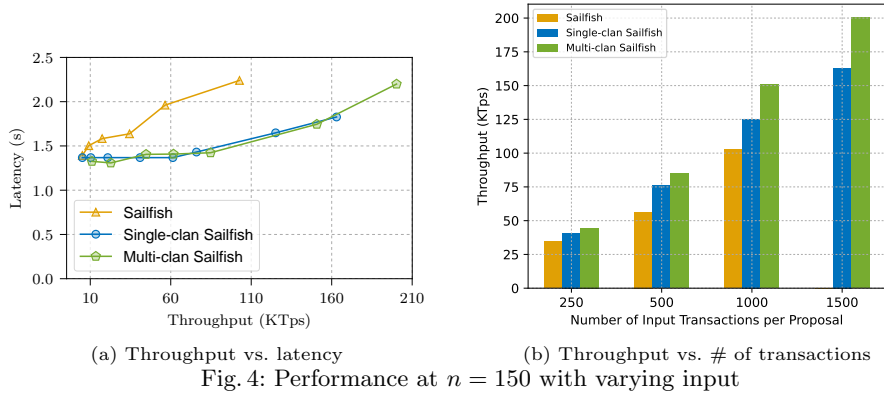 2.5
2.0
1.5
1.0
0.5
0.0
Latency (s)
Sailfish
Single-clan Sailfish
Multi-clan Sailfish
10 60 110 160 210
Throughput (KTps)
(a) Throughput vs. latency
200
175
150
125
100
75
50
25
0
Throughput (KTps)
Sailfish
Single-clan Sailfish
Multi-clan Sailfish
250 500 1000 1500
Number of Input Transactions per Proposal
(b) Throughput vs. # of transactions
Fig. 4: Performance at n = 150 with varying input